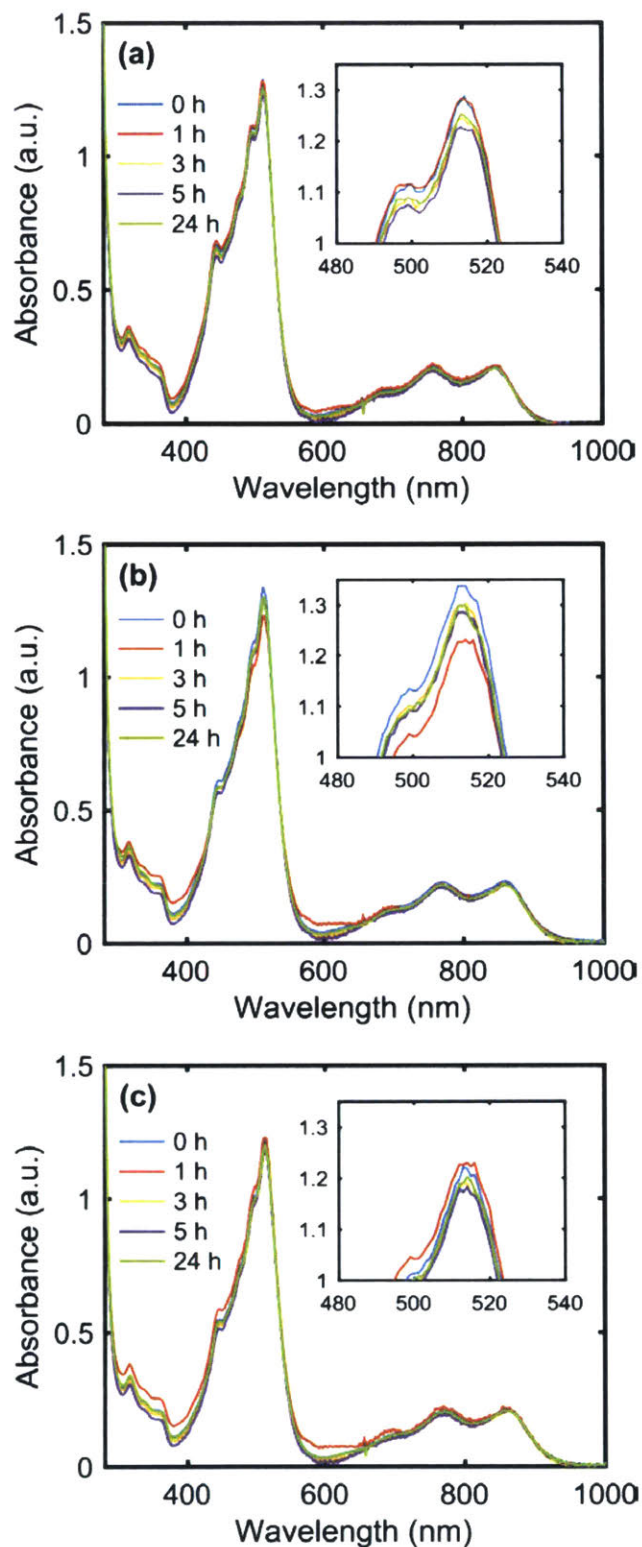 (a)
0 h
1 h
3 h
5 h
24 h
1.5
1
0.5
0
400 600 800 1000
Absorbance (a.u.)
Wavelength (nm)
1.3
1.2
1.1
1
480 500 520 540
(b)
0 h
1 h
3 h
5 h
24 h
1.5
1
0.5
0
400 600 800 1000
Absorbance (a.u.)
Wavelength (nm)
1.3
1.2
1.1
1
480 500 520 540
(c)
0 h
1 h
3 h
5 h
24 h
1.5
1
0.5
0
400 600 800 1000
Absorbance (a.u.)
Wavelength (nm)
1.3
1.2
1.1
1
480 500 520 540